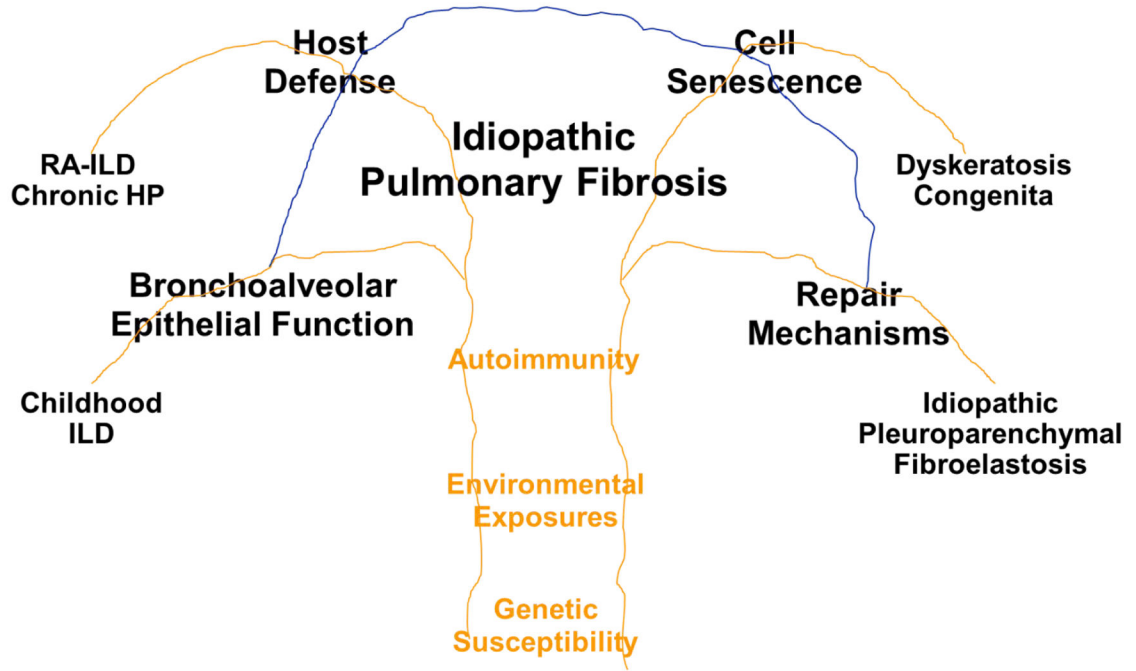 Host
Defense
Cell
Senescence
Idiopathic
Pulmonary Fibrosis
RA-ILD
Chronic HP
Dyskeratosis
Congenita
Bronchoalveolar
Epithelial Function
Repair
Mechanisms
Autoimmunity
Childhood
ILD
Idiopathic
Pleuroparenchymal
Fibroelastosis
Environmental
Exposures
Genetic
Susceptibility